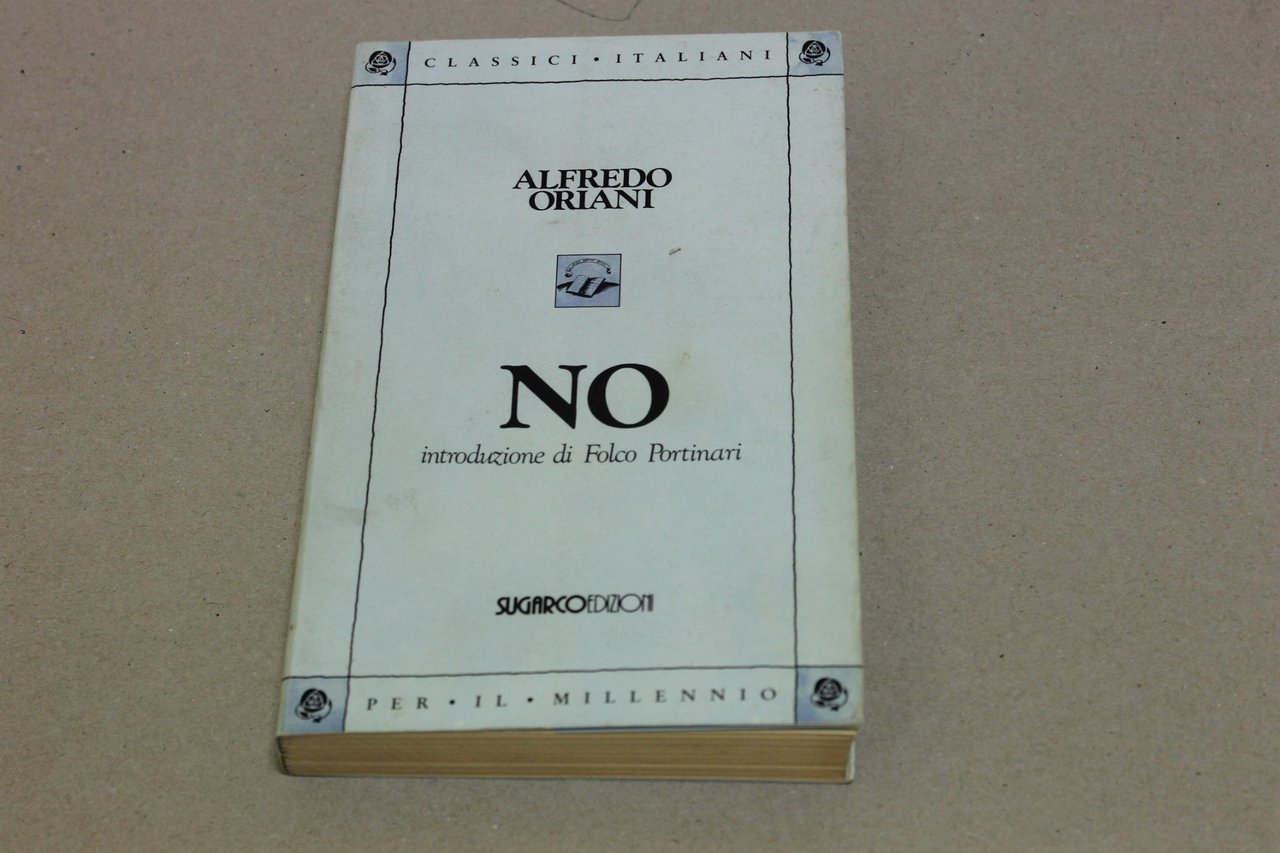 CLASSICI • ITALIANI
ALFREDO
ORIANI
NO
introduzione di Folco Portinari
SUGARCOEDIZIONI
PER • IL • MILLENNIO